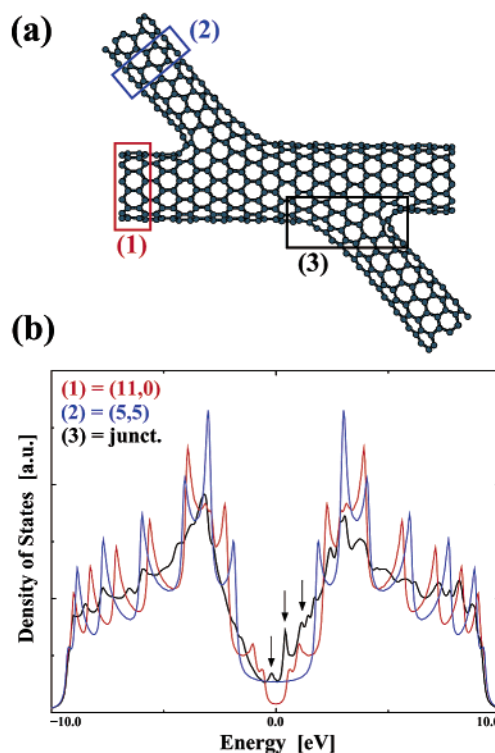 (a)
(2)
(1)
(3)
(b)
(1) = (11,0)
(2) = (5,5)
(3) = junct.
Density of States [a.u.]
−10.0 0.0 10.0
Energy [eV]